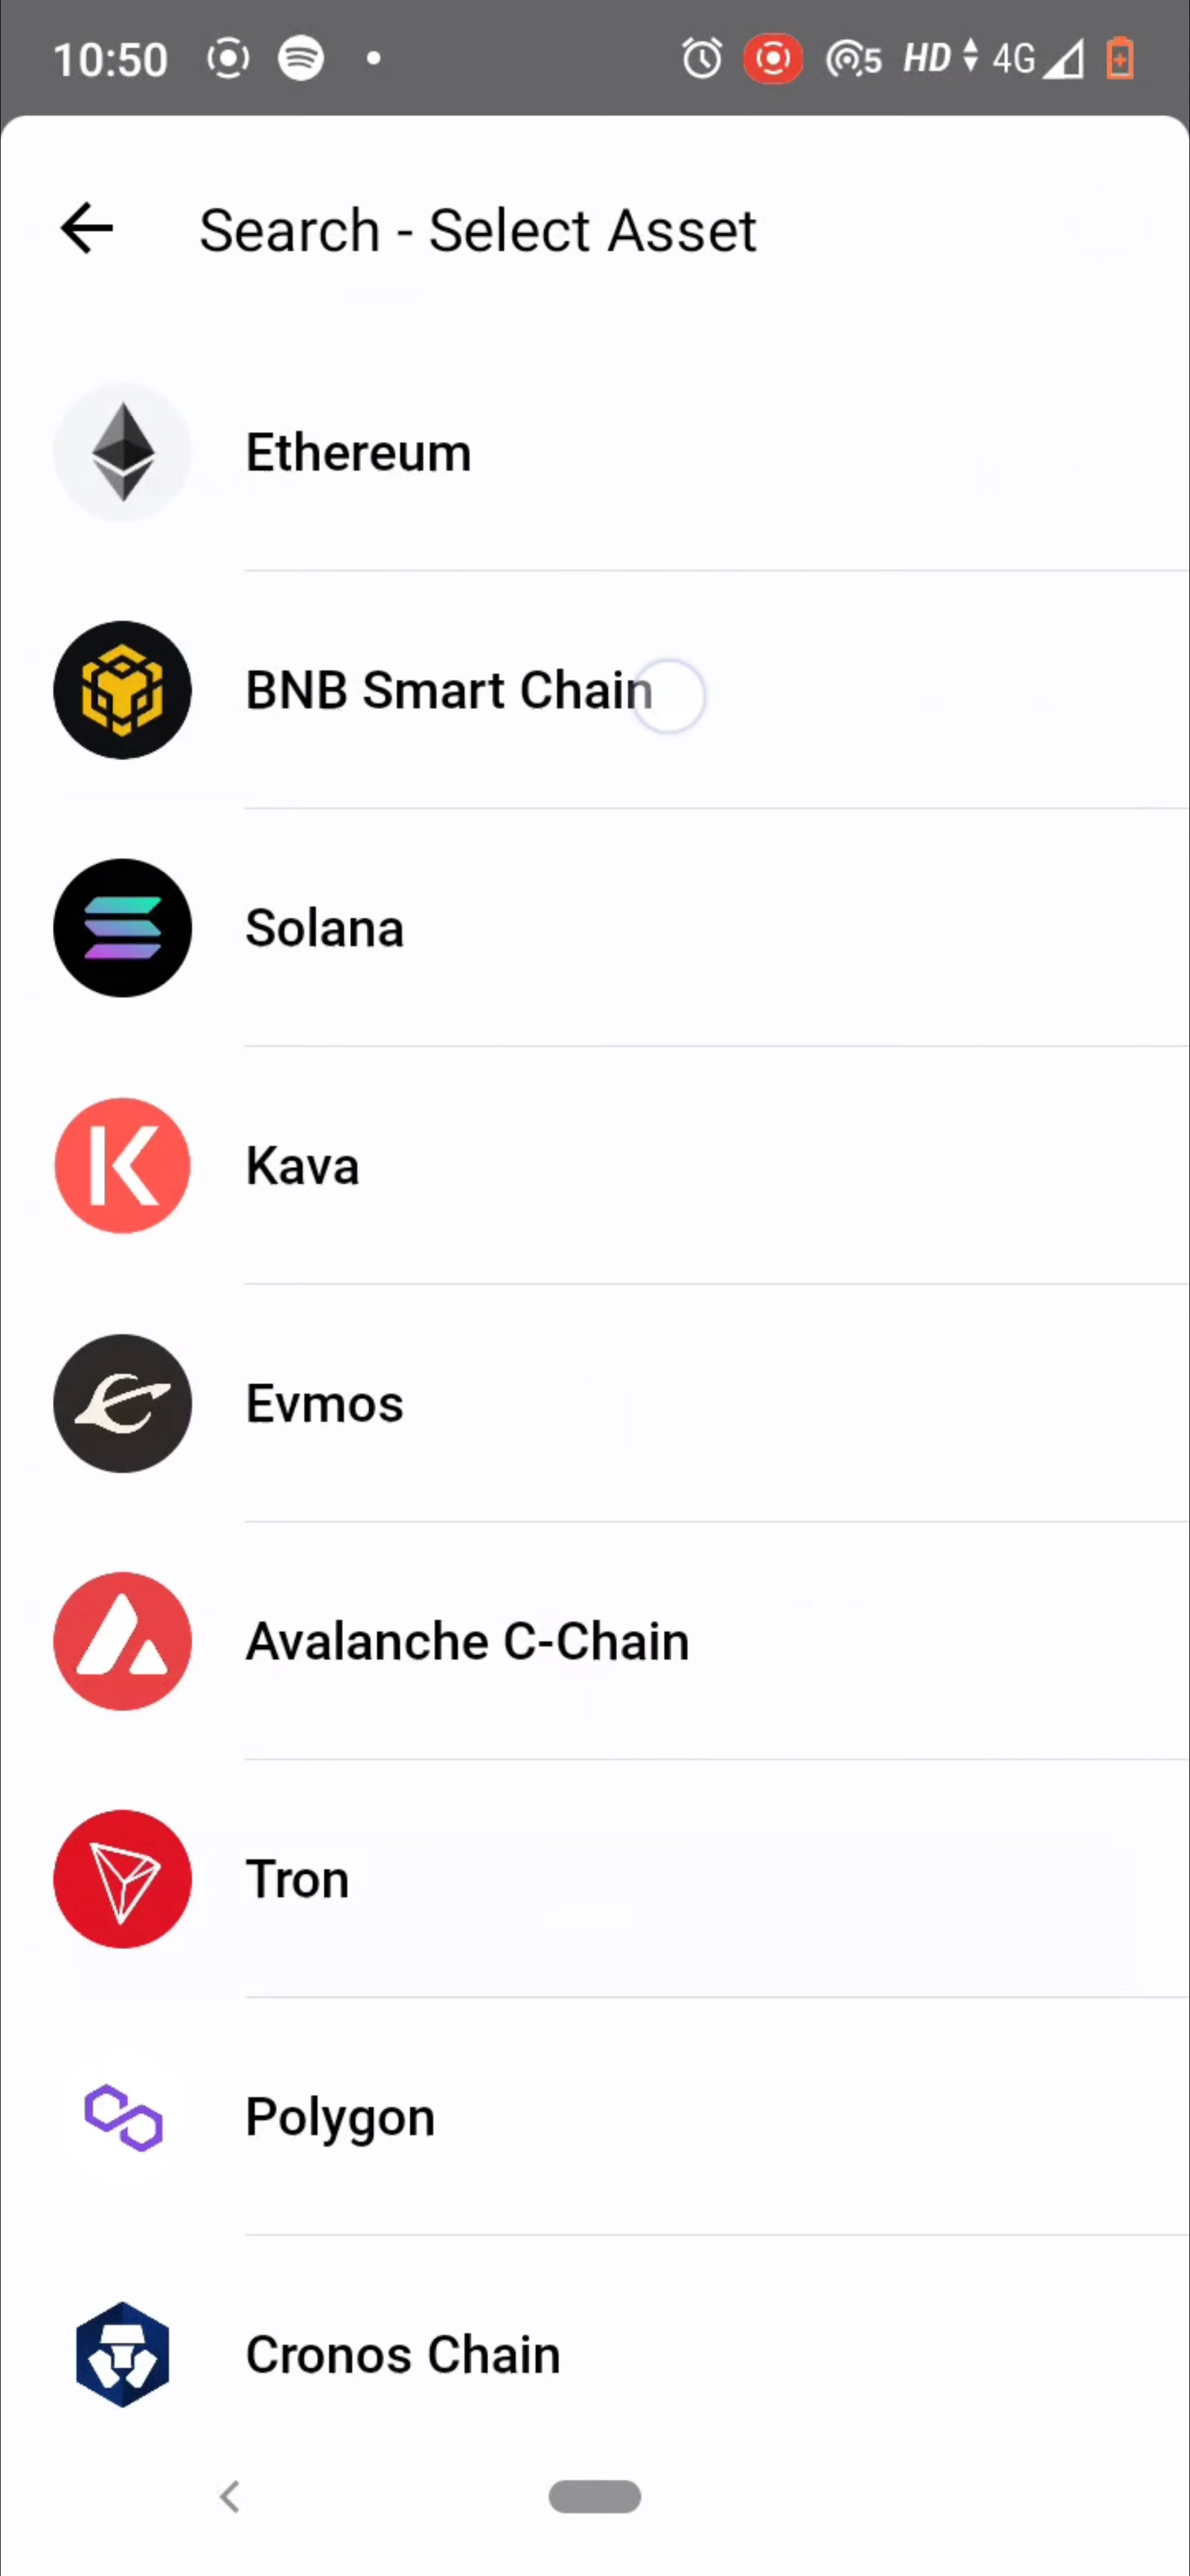 10:50 5 HD 4G
Search - Select Asset
Ethereum
BNB Smart Chain
Solana
Kava
Evmos
Avalanche C-Chain
Tron
Polygon
Cronos Chain